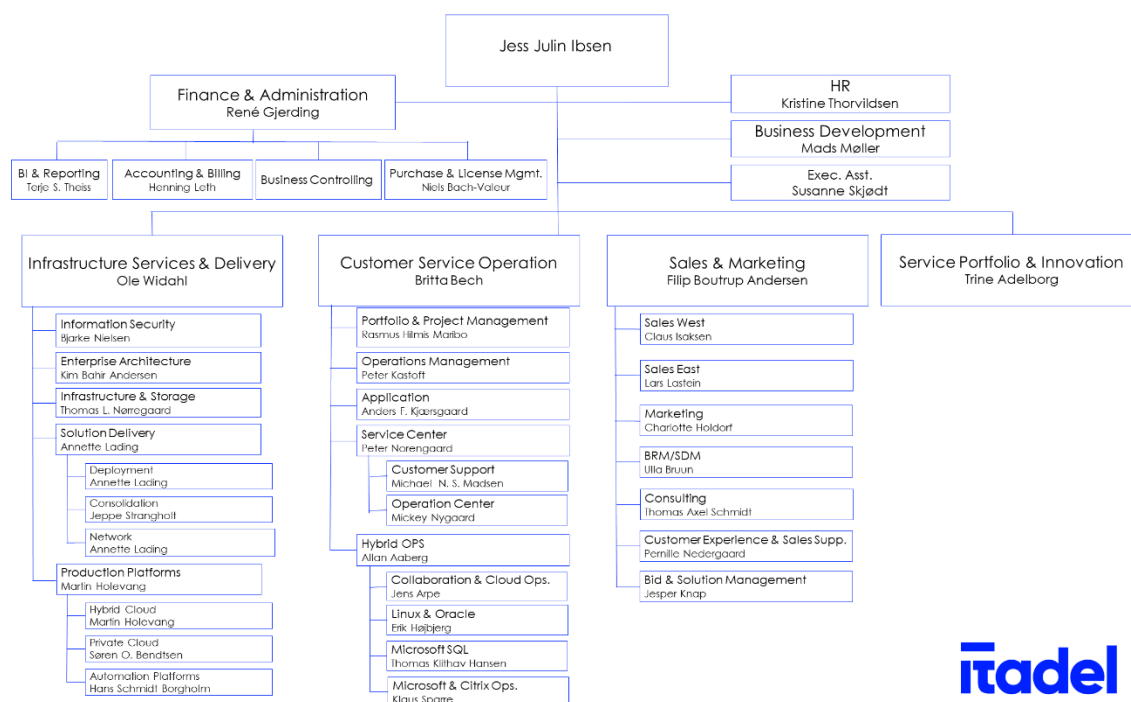 Jess Julin Ibsen
Finance & Administration
René Gjerding
HR
Kristine Thorvildsen
Business Development
Mads Møller
Exec. Asst.
Susanne Skjødt
BI & Reporting
Terje S. Theiss
Accounting & Billing
Henning Leth
Business Controlling
Purchase & License Mgmt.
Niels Bach-Valeur
Infrastructure Services & Delivery
Ole Widahl
Information Security
Bjarke Nielsen
Enterprise Architecture
Kim Bahir Andersen
Infrastructure & Storage
Thomas L. Nørregaard
Solution Delivery
Annette Lading
Deployment
Annette Lading
Consolidation
Jeppe Strangholt
Network
Annette Lading
Production Platforms
Martin Holevang
Hybrid Cloud
Martin Holevang
Private Cloud
Søren O. Bendtsen
Automation Platforms
Hans Schmidt Borgholm
Customer Service Operation
Britta Bech
Portfolio & Project Management
Rasmus Hilmis Maribo
Operations Management
Peter Kastoft
Application
Anders F. Kjærsgaard
Service Center
Peter Norengaard
Customer Support
Michael N. S. Madsen
Operation Center
Mickey Nygaard
Hybrid OPS
Allan Aaberg
Collaboration & Cloud Ops.
Jens Arpe
Linux & Oracle
Erik Højbjerg
Microsoft SQL
Thomas Klithav Hansen
Microsoft & Citrix Ops.
Klaus Sparre
Sales & Marketing
Filip Boutrup Andersen
Sales West
Claus Isaksen
Sales East
Lars Lastein
Marketing
Charlotte Holdorf
BRM/SDM
Ulla Bruun
Consulting
Thomas Axel Schmidt
Customer Experience & Sales Supp.
Pernille Nedergaard
Bid & Solution Management
Jesper Knap
Service Portfolio & Innovation
Trine Adelborg
itadel